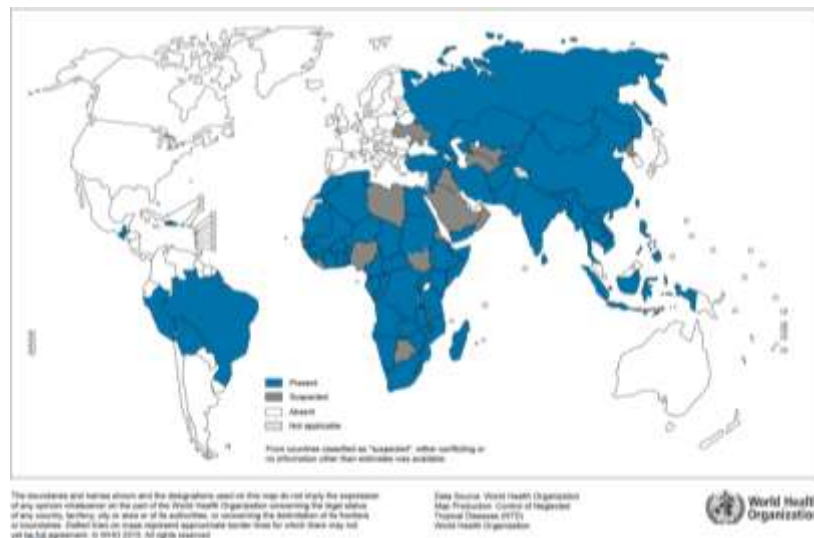 Present
Suspected
Absent
Not applicable
From countries classified as "suspected", either conflicting or
no information other than estimates was available
The boundaries and names shown and the designations used on this map do not imply the expression
of any opinion whatsoever on the part of the World Health Organization concerning the legal status
of any country, territory, city or area or of its authorities, or concerning the delimitation of its frontiers
or boundaries. Dotted lines on maps represent approximate border lines for which there may not
yet be full agreement. © WHO 2015. All rights reserved
Data Source: World Health Organization
Map Production: Control of Neglected
Tropical Diseases (NTD)
World Health Organization
World Health
Organization